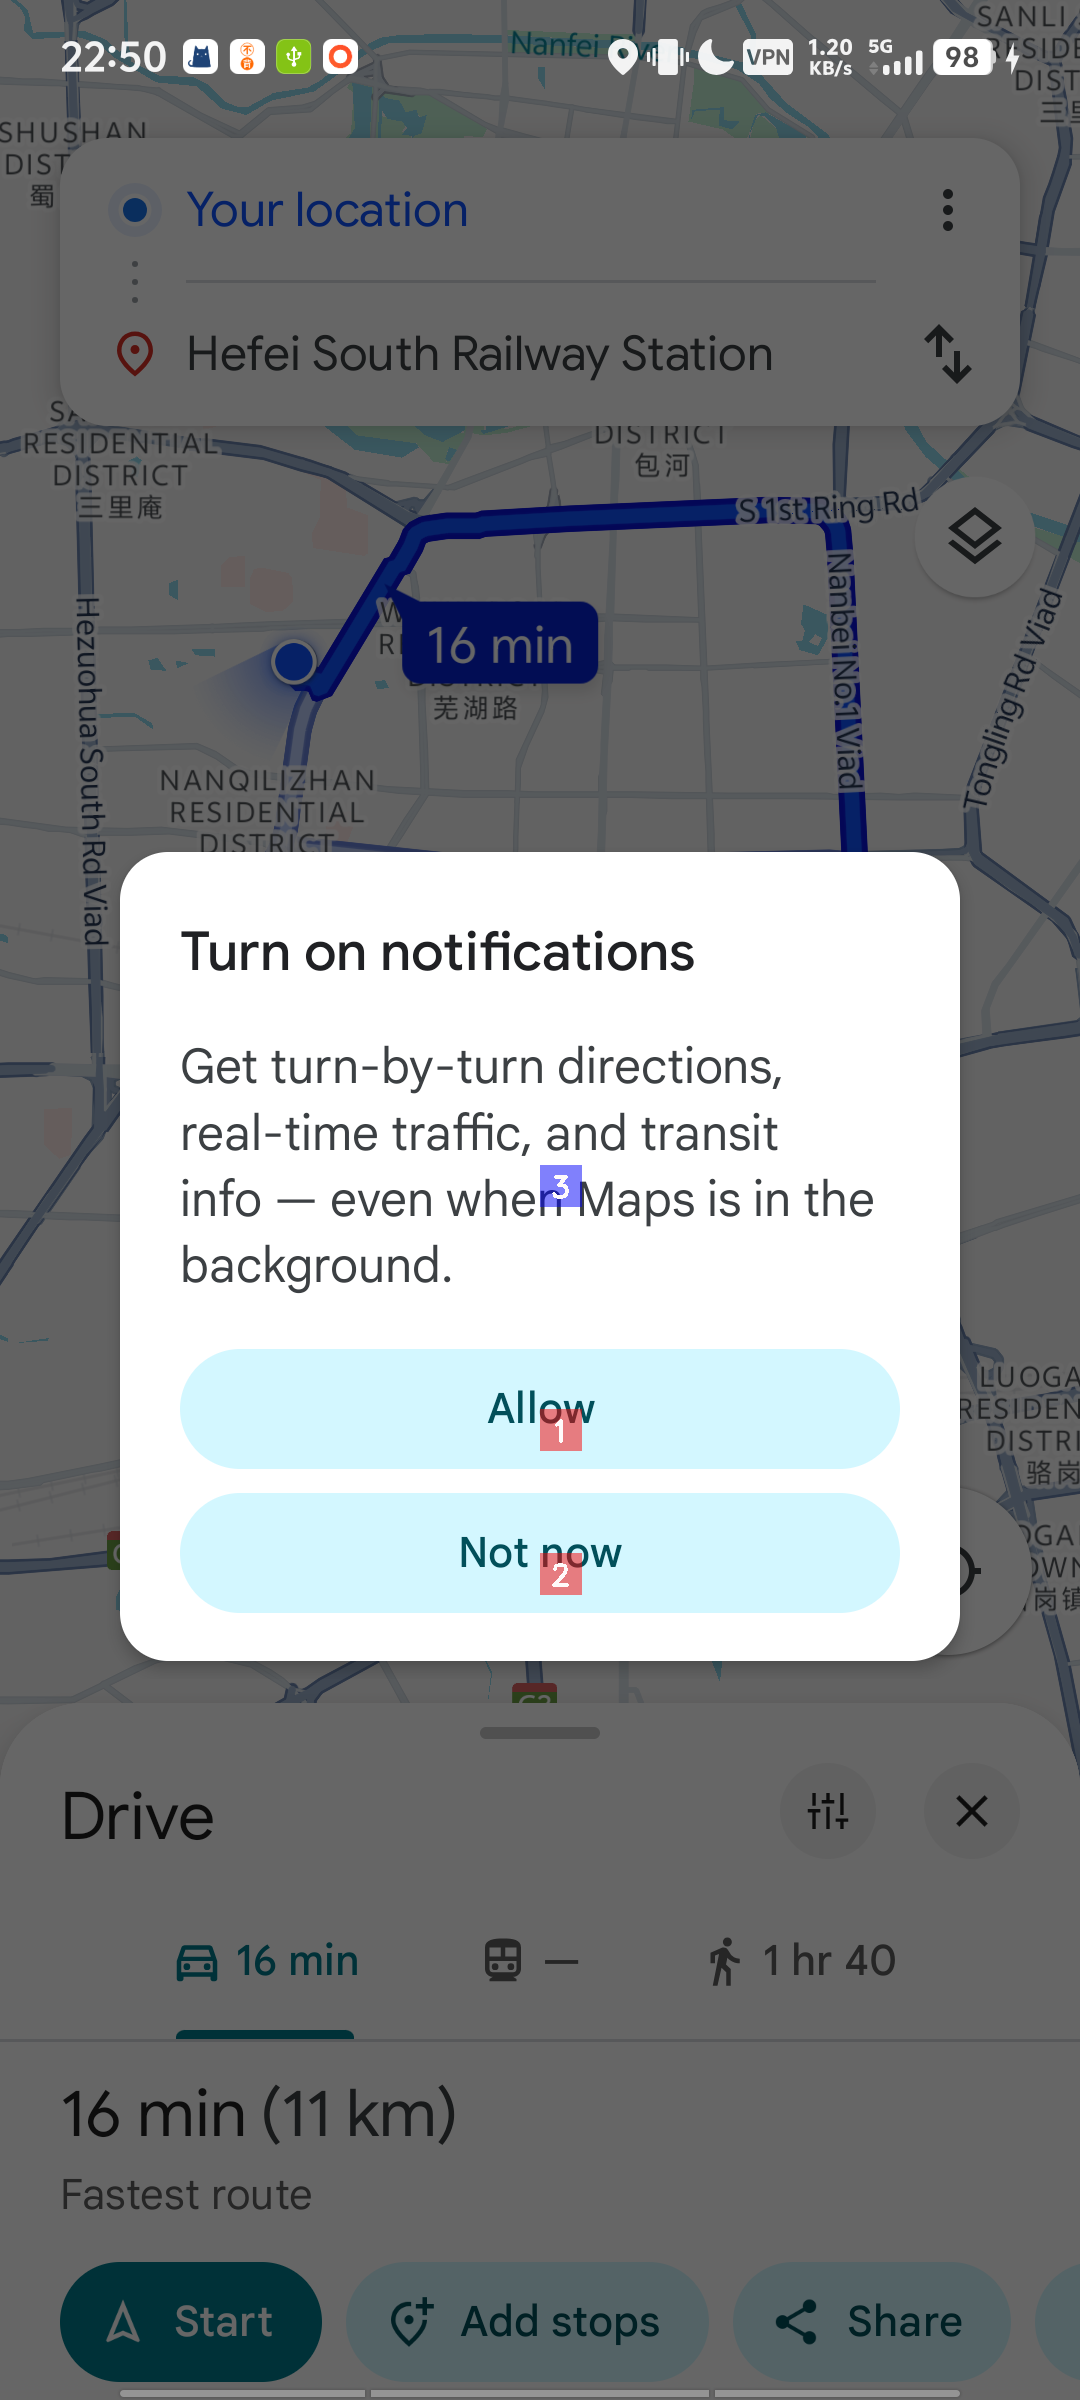 22:50
VPN
1.20
KB/s
5G
98
Nanfei
SANLI
SHUSHAN
DIST
蜀
Your location
Hefei South Railway Station
RESIDENTIAL
DISTRICT
三里庵
DISTRICT
包河
S 1st Ring Rd
Nanbei No.1 Viad
Tongling Rd Viad
Hezuohua South Rd Viad
16 min
芜湖路
NANQILIZHAN
RESIDENTIAL
DISTRICT
Turn on notifications
Get turn-by-turn directions,
real-time traffic, and transit
info — even when Maps is in the
background.
3
Allow
1
Not now
2
LUOGA
RESIDEN
DISTRI
骆岗
岗镇
Drive
16 min
—
1 hr 40
16 min (11 km)
Fastest route
Start
Add stops
Share